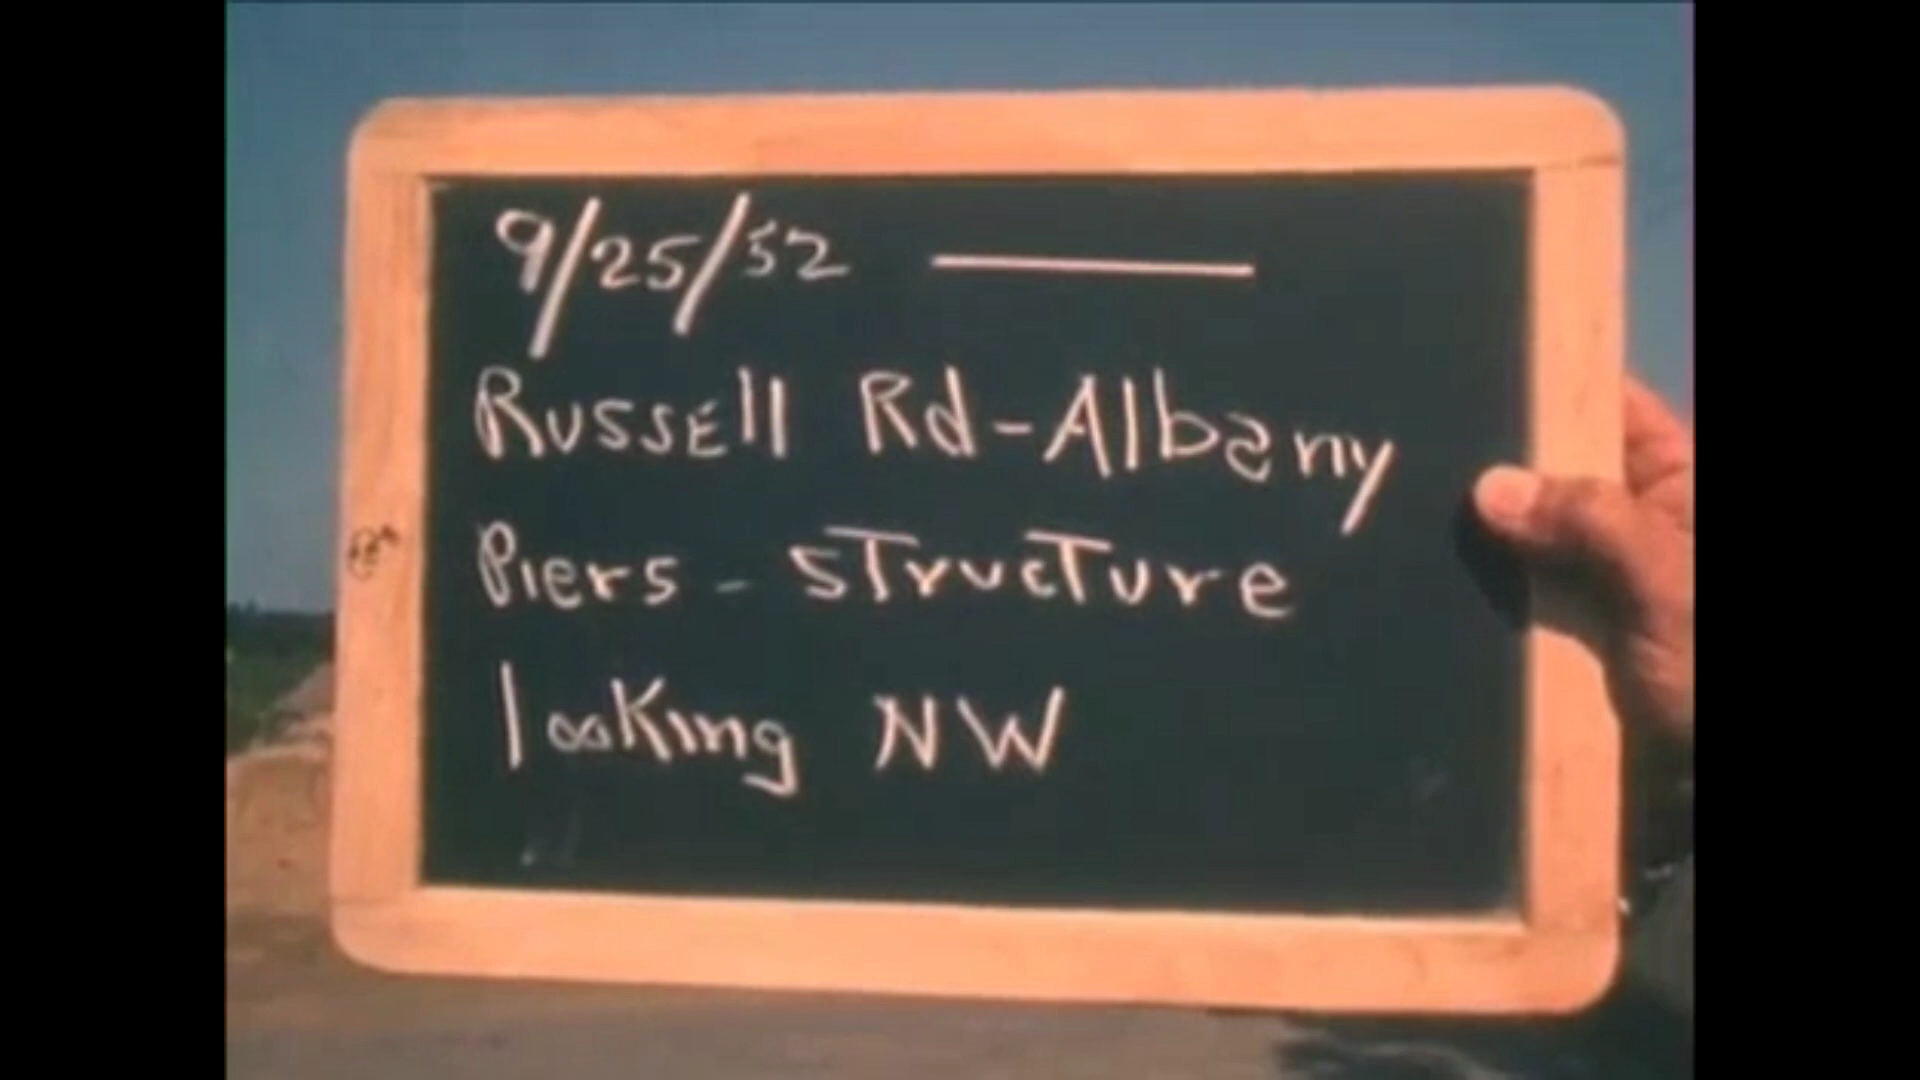 9/25/52 —
RussEll Rd-Albany
Piers - sTrucTure
looKing NW